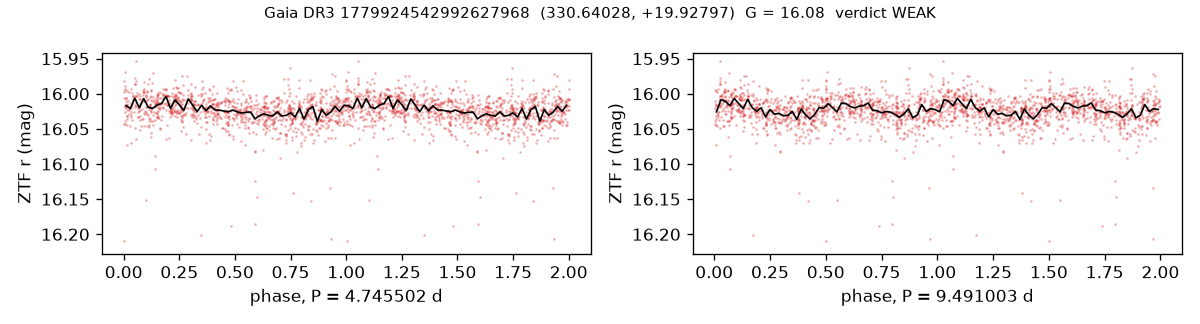 Gaia DR3 1779924542992627968 (330.64028, +19.92797) G = 16.08 verdict WEAK
ZTF r (mag)
15.95
16.00
16.05
16.10
16.15
16.20
0.00 0.25 0.50 0.75 1.00 1.25 1.50 1.75 2.00
phase, P = 4.745502 d
ZTF r (mag)
15.95
16.00
16.05
16.10
16.15
16.20
0.00 0.25 0.50 0.75 1.00 1.25 1.50 1.75 2.00
phase, P = 9.491003 d